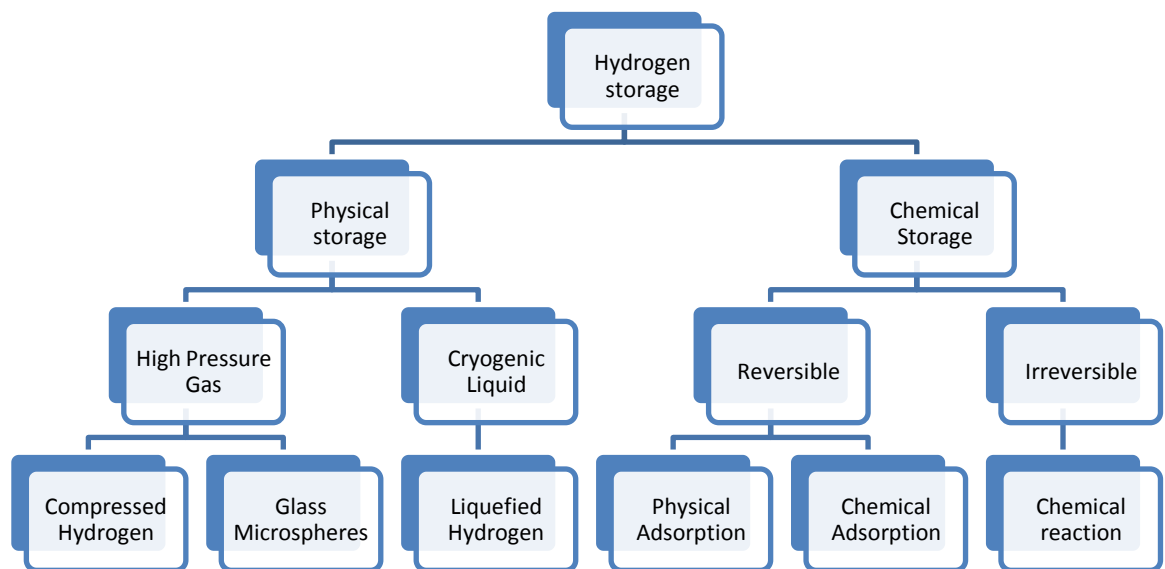 Hydrogen
storage
Physical
storage
Chemical
Storage
High Pressure
Gas
Cryogenic
Liquid
Reversible
Irreversible
Compressed
Hydrogen
Glass
Microspheres
Liquefied
Hydrogen
Physical
Adsorption
Chemical
Adsorption
Chemical
reaction